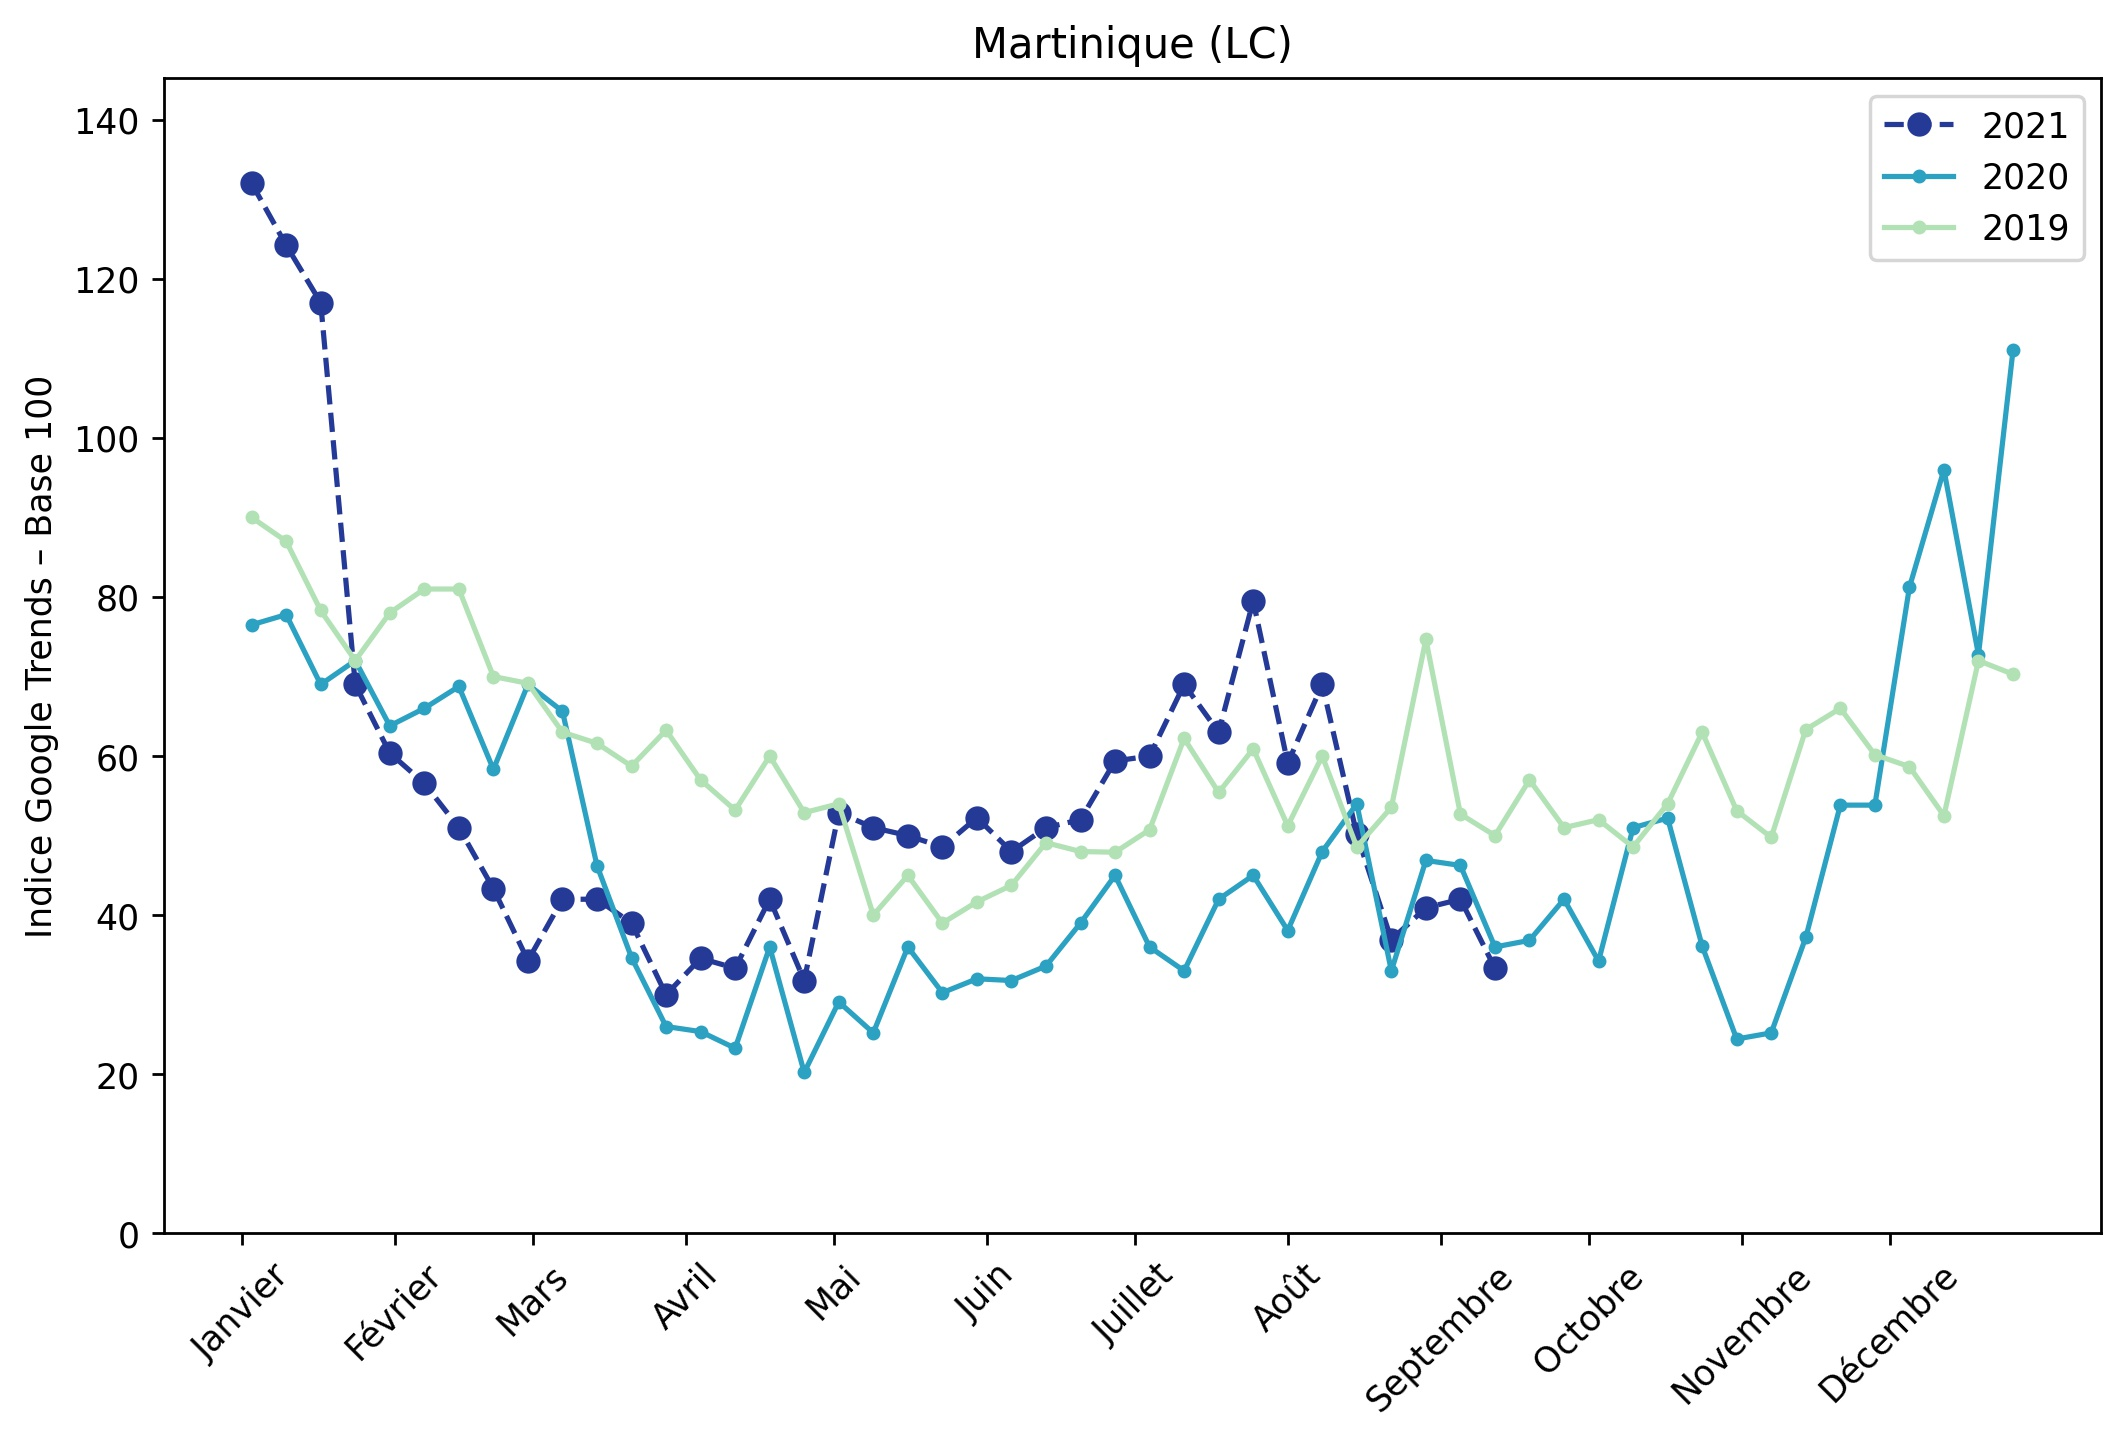 Martinique (LC)
Indice Google Trends – Base 100
140
120
100
80
60
40
20
0
2021
2020
2019
Janvier
Février
Mars
Avril
Mai
Juin
Juillet
Août
Septembre
Octobre
Novembre
Décembre